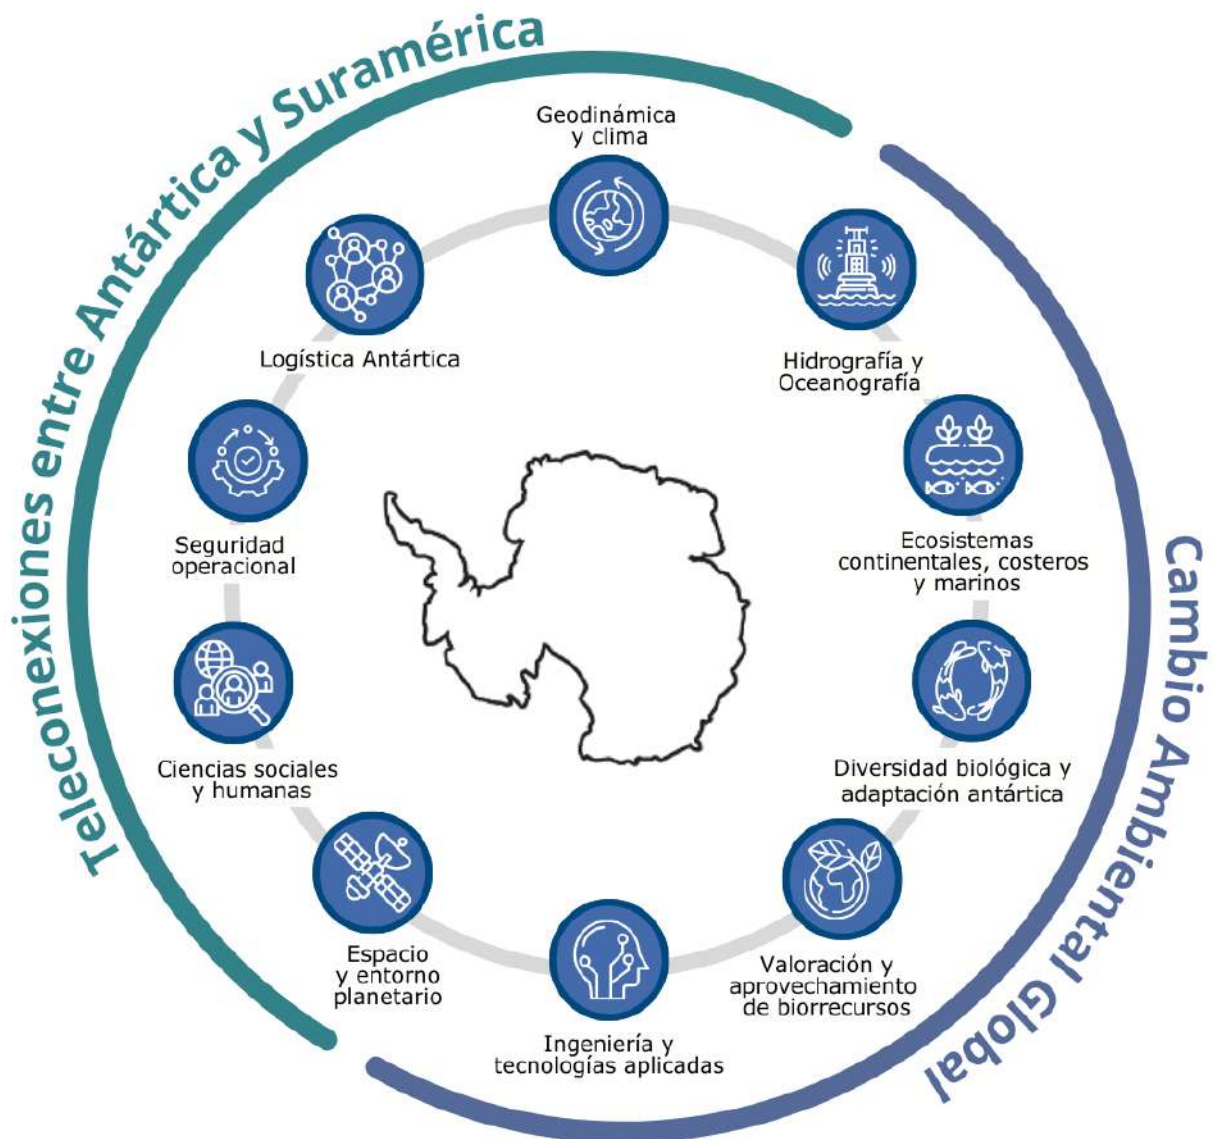 Teleconexiones entre Antártica y Suramérica
Cambio Ambiental Global
Geodinámica
y clima
Hidrografía y
Oceanografía
Ecosistemas
continentales, costeros
y marinos
Diversidad biológica y
adaptación antártica
Valoración y
aprovechamiento
de biorrecursos
Ingeniería y
tecnologías aplicadas
Espacio
y entorno
planetario
Ciencias sociales
y humanas
Seguridad
operacional
Logística Antártica